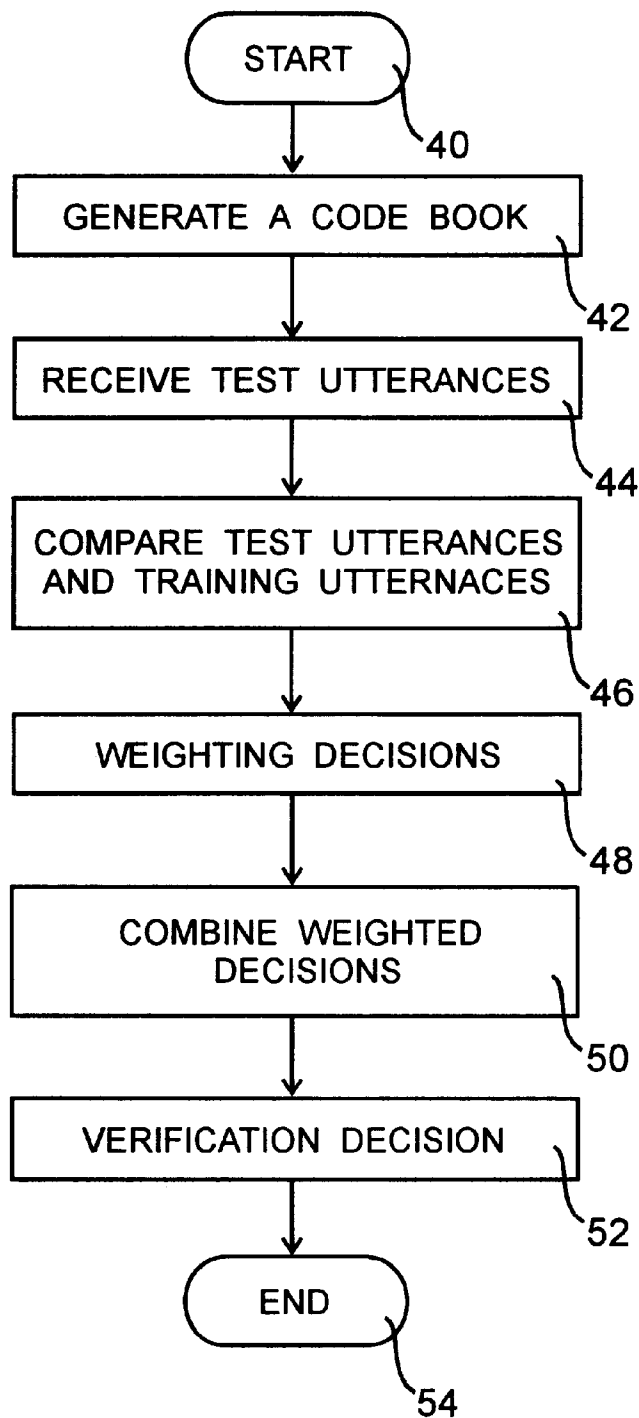 START
40
GENERATE A CODE BOOK
42
RECEIVE TEST UTTERANCES
44
COMPARE TEST UTTERANCES
AND TRAINING UTTERNACES
46
WEIGHTING DECISIONS
48
COMBINE WEIGHTED
DECISIONS
50
VERIFICATION DECISION
52
END
54